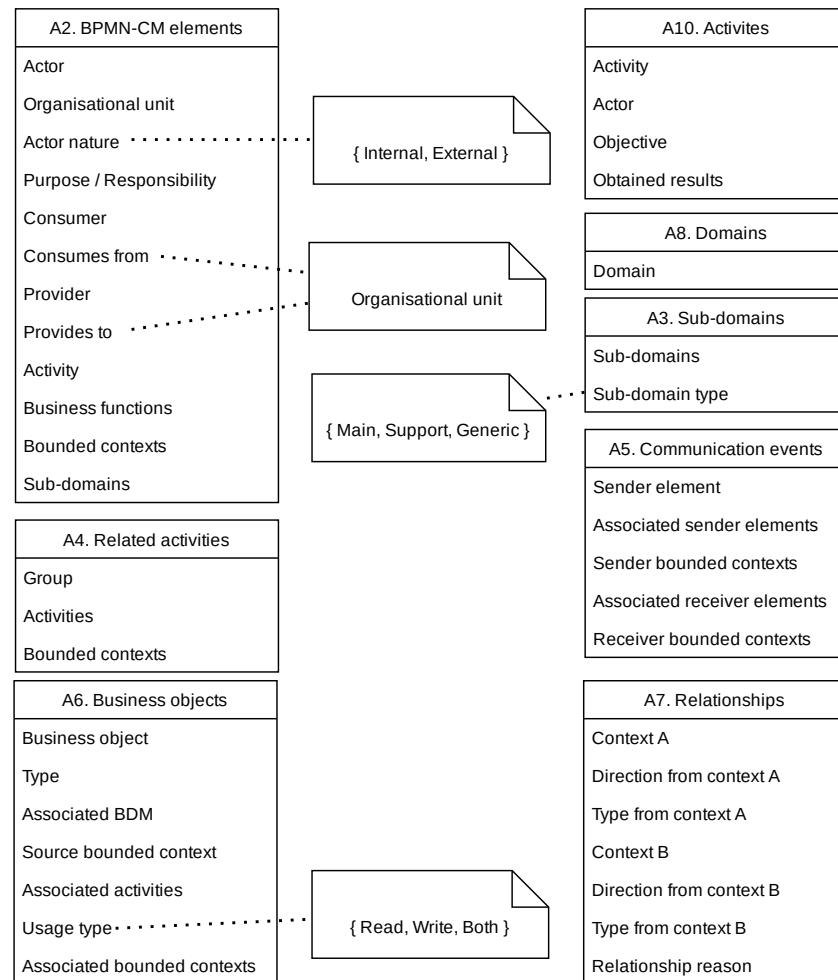 A2. BPMN-CM elements
Actor
Organisational unit
Actor nature
Purpose / Responsibility
Consumer
Consumes from
Provider
Provides to
Activity
Business functions
Bounded contexts
Sub-domains
{ Internal, External }
Organisational unit
{ Main, Support, Generic }
A10. Activites
Activity
Actor
Objective
Obtained results
A8. Domains
Domain
A3. Sub-domains
Sub-domains
Sub-domain type
A5. Communication events
Sender element
Associated sender elements
Sender bounded contexts
Associated receiver elements
Receiver bounded contexts
A4. Related activities
Group
Activities
Bounded contexts
A6. Business objects
Business object
Type
Associated BDM
Source bounded context
Associated activities
Usage type
Associated bounded contexts
{ Read, Write, Both }
A7. Relationships
Context A
Direction from context A
Type from context A
Context B
Direction from context B
Type from context B
Relationship reason